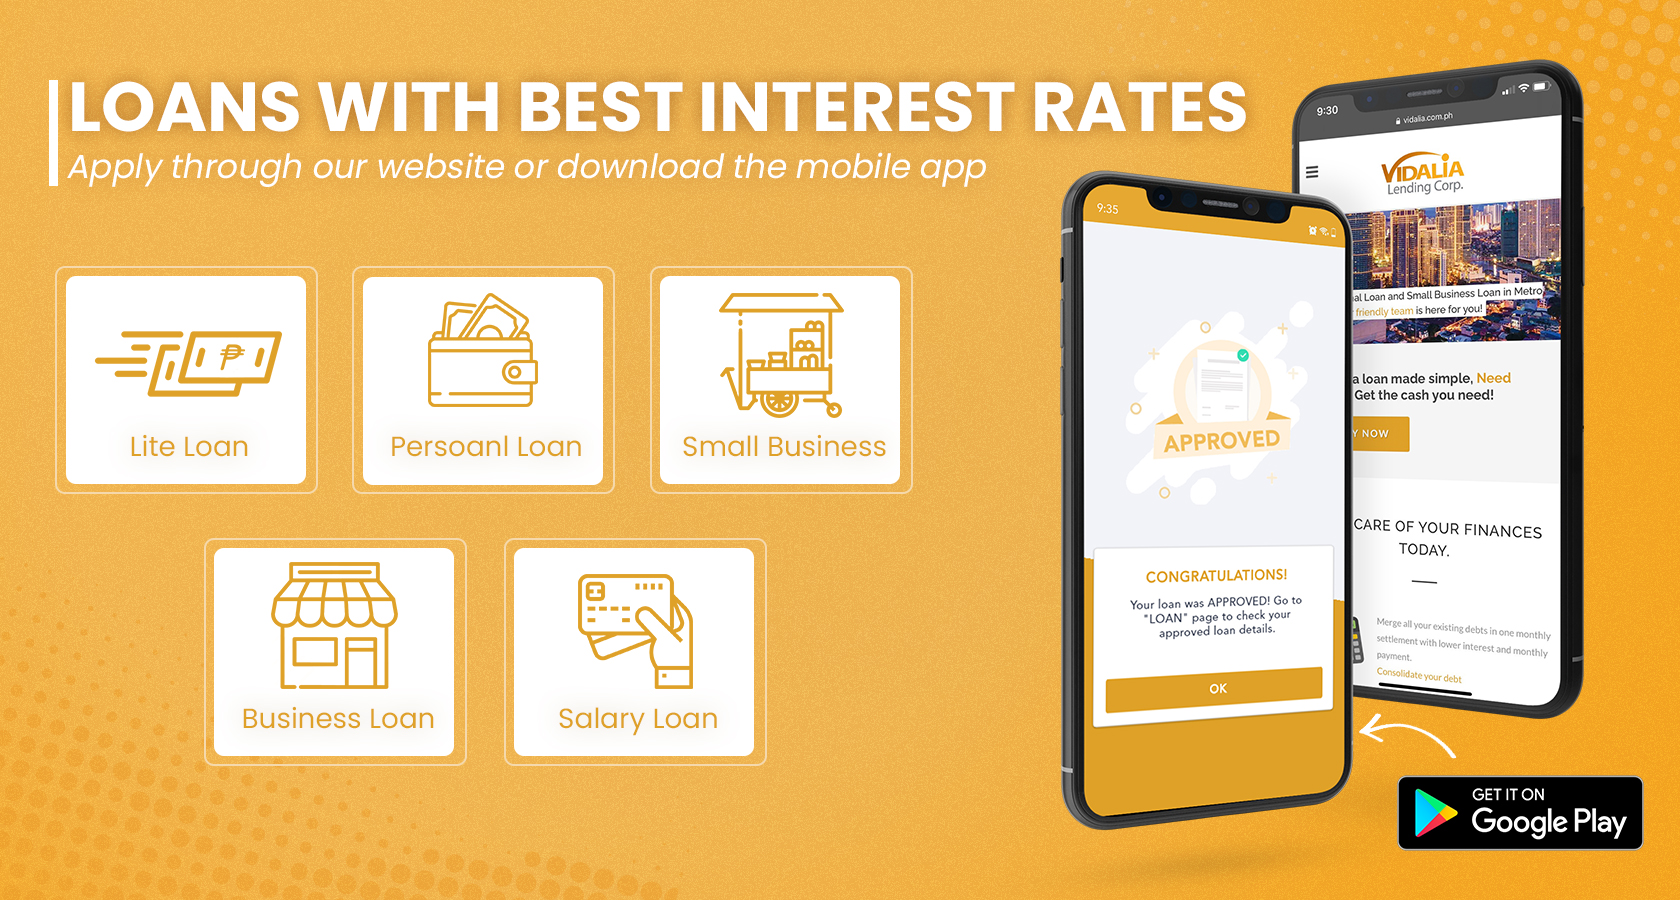 LOANS WITH BEST INTEREST RATES
Apply through our website or download the mobile app
Lite Loan
Persoanl Loan
Small Business
Business Loan
Salary Loan
9:35
APPROVED
CONGRATULATIONS!
Your loan was APPROVED! Go to
"LOAN" page to check your
approved loan details.
OK
9:30
vidalia.com.ph
VIDALIA
Lending Corp.
al Loan and Small Business Loan in Metro
friendly team is here for you!
a loan made simple, Need
Get the cash you need!
Y NOW
CARE OF YOUR FINANCES
TODAY.
Merge all your existing debts in one monthly
settlement with lower interest and monthly
payment.
Consolidate your debt
GET IT ON
Google Play